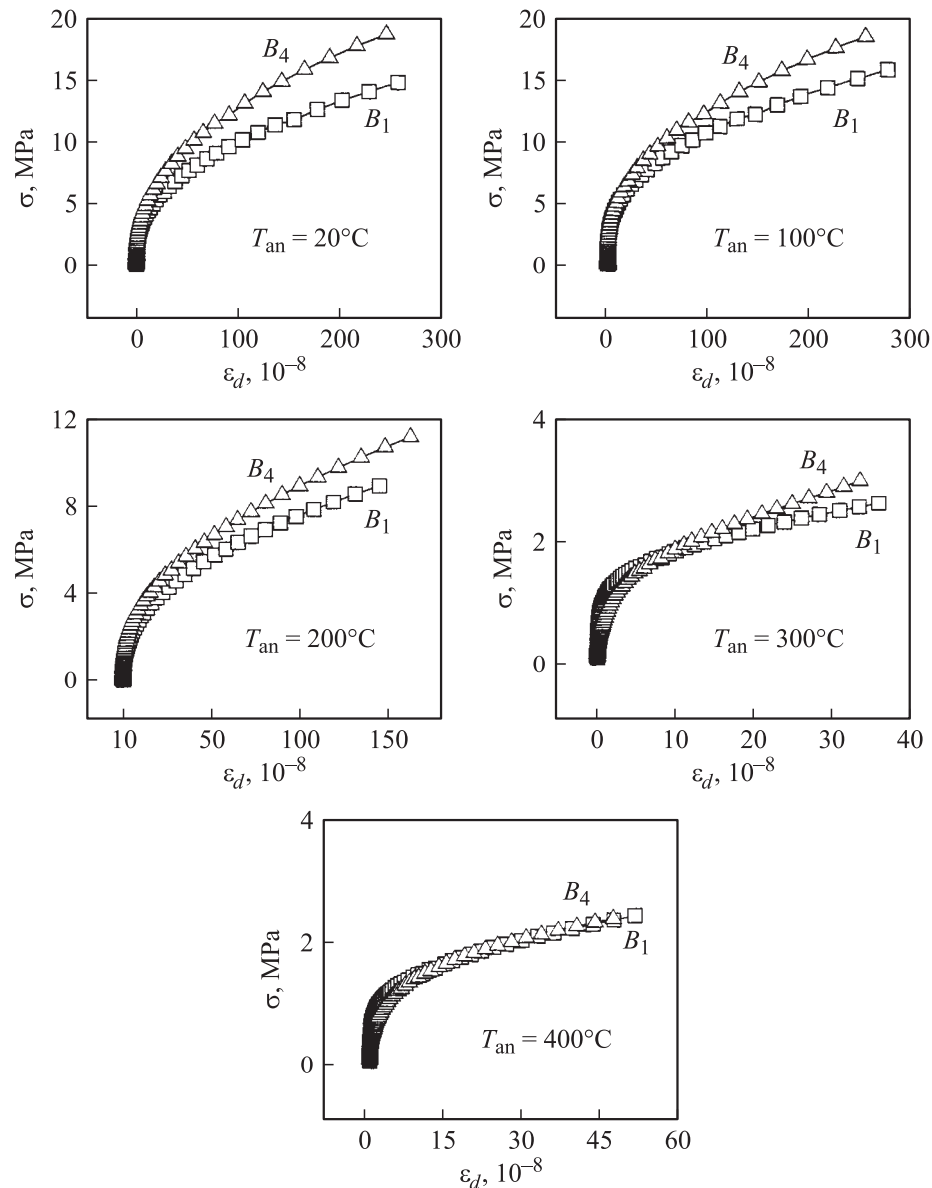 20
15
10
5
0
σ, MPa
B4
B1
Tan = 20°C
0
100
200
300
εd, 10–8
20
15
10
5
0
σ, MPa
B4
B1
Tan = 100°C
0
100
200
300
εd, 10–8
12
8
4
0
σ, MPa
B4
B1
Tan = 200°C
10
50
100
150
εd, 10–8
4
2
0
σ, MPa
B4
B1
Tan = 300°C
0
10
20
30
40
εd, 10–8
4
2
0
σ, MPa
B4
B1
Tan = 400°C
0
15
30
45
60
εd, 10–8